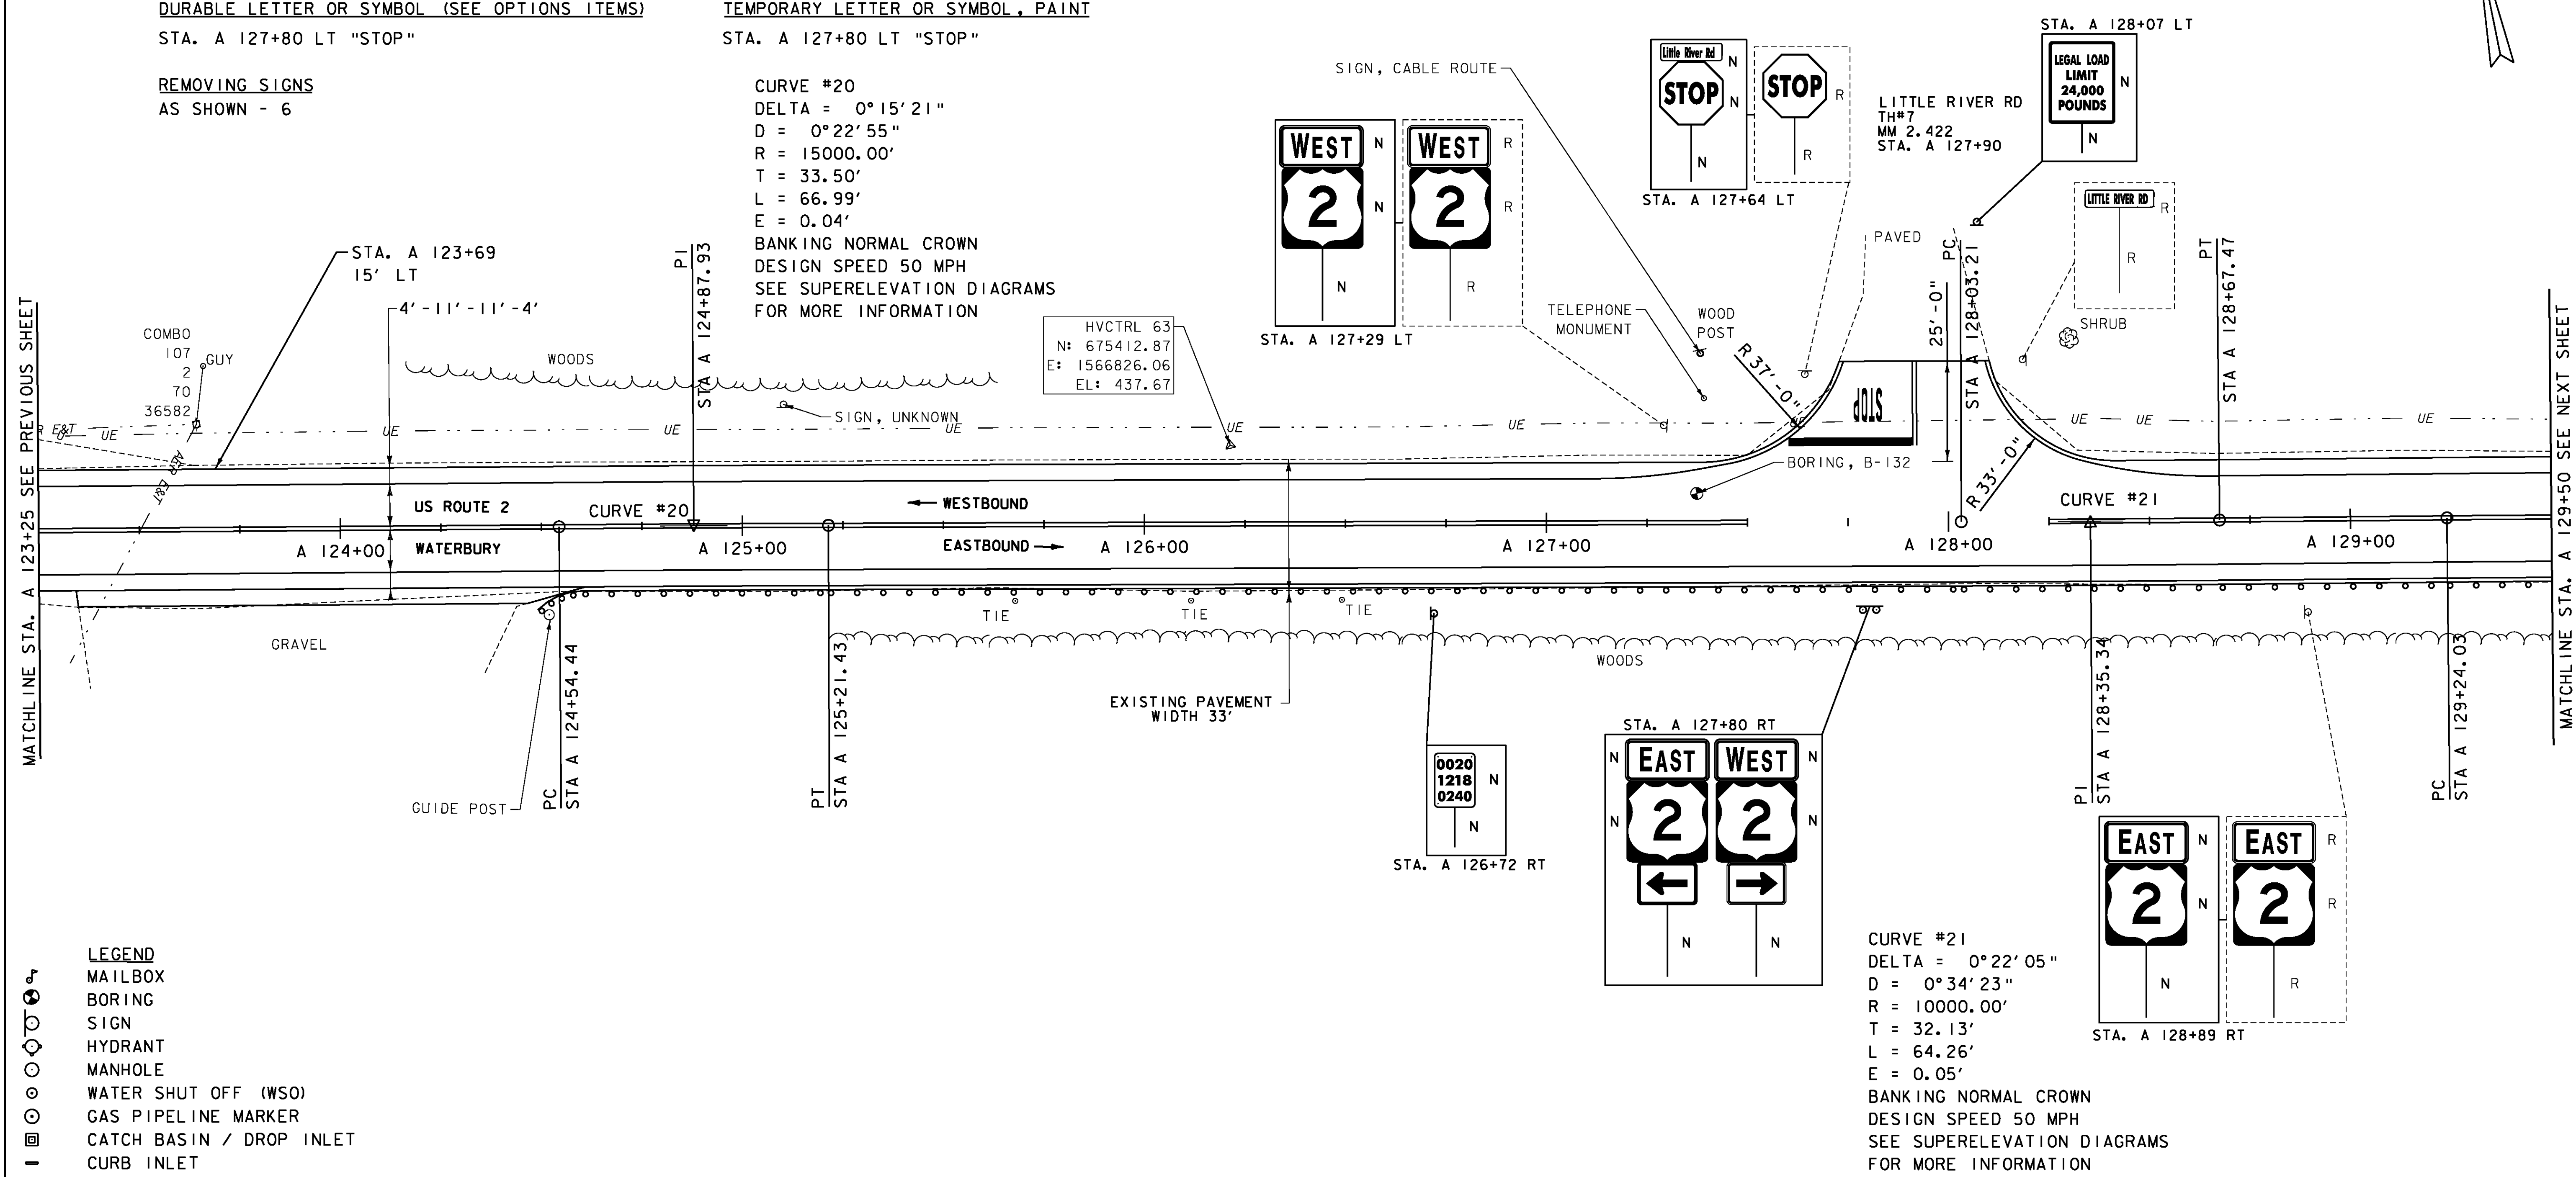 DURABLE LETTER OR SYMBOL (SEE OPTIONS ITEMS)
STA. A 127+80 LT "STOP"
TEMPORARY LETTER OR SYMBOL, PAINT
STA. A 127+80 LT "STOP"
REMOVING SIGNS
AS SHOWN - 6
CURVE #20
DELTA = 0°15'21"
D = 0°22'55"
R = 15000.00'
T = 33.50'
L = 66.99'
E = 0.04'
BANKING NORMAL CROWN
DESIGN SPEED 50 MPH
SEE SUPERELEVATION DIAGRAMS
FOR MORE INFORMATION
SIGN, CABLE ROUTE
WEST
N
2
N
N
WEST
R
2
R
R
STA. A 127+29 LT
Little River Rd
N
STOP
N
N
STOP
R
R
STA. A 127+64 LT
LITTLE RIVER RD
TH#7
MM 2.422
STA. A 127+90
STA. A 128+07 LT
LEGAL LOAD
LIMIT
24,000
POUNDS
N
N
LITTLE RIVER RD
R
R
PAVED
SHRUB
WOOD
POST
TELEPHONE
MONUMENT
R 37'-0"
25'-0"
R 33'-0"
STOP
BORING, B-132
PC
STA A 128+03.21
PT
STA A 128+67.47
STA. A 123+69
15' LT
4'-11'-11'-4'
PI
STA A 124+87.93
COMBO
107
2
70
36582
GUY
WOODS
HVCTRL 63
N: 675412.87
E: 1566826.06
EL: 437.67
SIGN, UNKNOWN
UE
UE
UE
UE
UE
UE
UE
UE
UE
UE
AER E&T
MATCHLINE STA. A 123+25 SEE PREVIOUS SHEET
MATCHLINE STA. A 129+50 SEE NEXT SHEET
US ROUTE 2
CURVE #20
WESTBOUND
CURVE #21
A 124+00
WATERBURY
A 125+00
EASTBOUND
A 126+00
A 127+00
A 128+00
A 129+00
GRAVEL
TIE
TIE
TIE
WOODS
EXISTING PAVEMENT
WIDTH 33'
GUIDE POST
PC
STA A 124+54.44
PT
STA A 125+21.43
PI
STA A 128+35.34
PC
STA A 129+24.03
0020
1218
0240
N
N
STA. A 126+72 RT
STA. A 127+80 RT
N
EAST
WEST
N
N
2
2
N
N
N
EAST
N
2
N
N
EAST
R
2
R
R
STA. A 128+89 RT
CURVE #21
DELTA = 0°22'05"
D = 0°34'23"
R = 10000.00'
T = 32.13'
L = 64.26'
E = 0.05'
BANKING NORMAL CROWN
DESIGN SPEED 50 MPH
SEE SUPERELEVATION DIAGRAMS
FOR MORE INFORMATION
LEGEND
MAILBOX
BORING
SIGN
HYDRANT
MANHOLE
WATER SHUT OFF (WSO)
GAS PIPELINE MARKER
CATCH BASIN / DROP INLET
CURB INLET